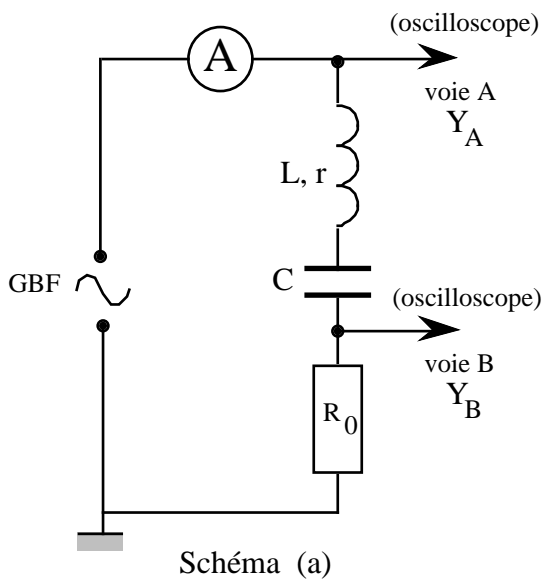 (oscilloscope)
A
voie A
Y_A
L, r
GBF
C
(oscilloscope)
voie B
Y_B
R_0
Schéma (a)